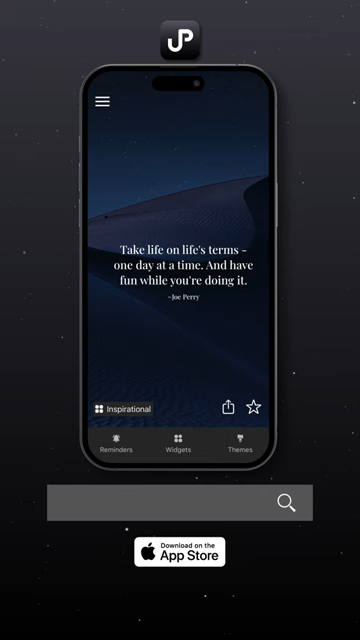 UP
Take life on life's terms -
one day at a time. And have
fun while you're doing it.
~Joe Perry
Inspirational
Reminders
Widgets
Themes
Download on the
App Store